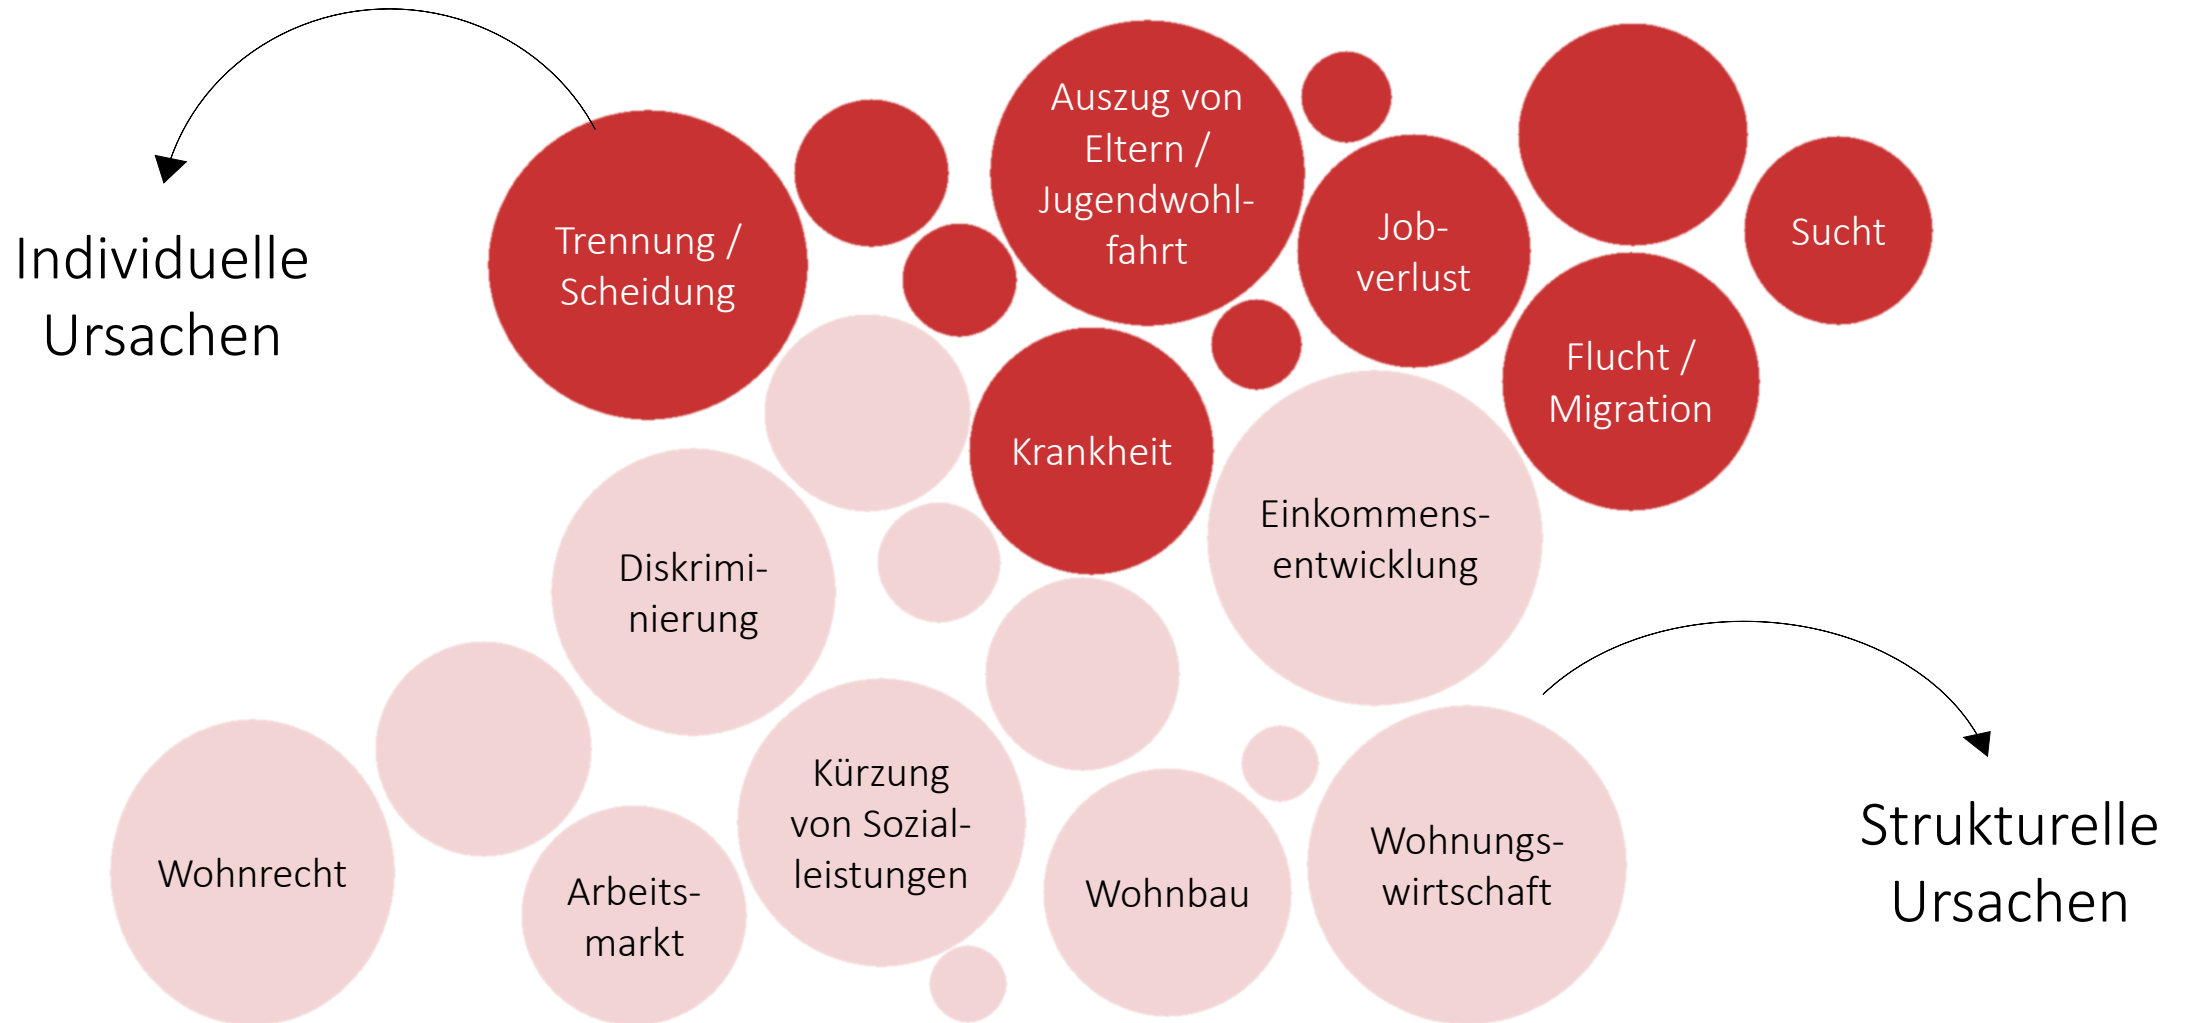 Individuelle
Ursachen
Trennung /
Scheidung
Auszug von
Eltern /
Jugendwohl-
fahrt
Job-
verlust
Sucht
Flucht /
Migration
Krankheit
Einkommens-
entwicklung
Diskrimi-
nierung
Wohnrecht
Arbeits-
markt
Kürzung
von Sozial-
leistungen
Wohnbau
Wohnungs-
wirtschaft
Strukturelle
Ursachen